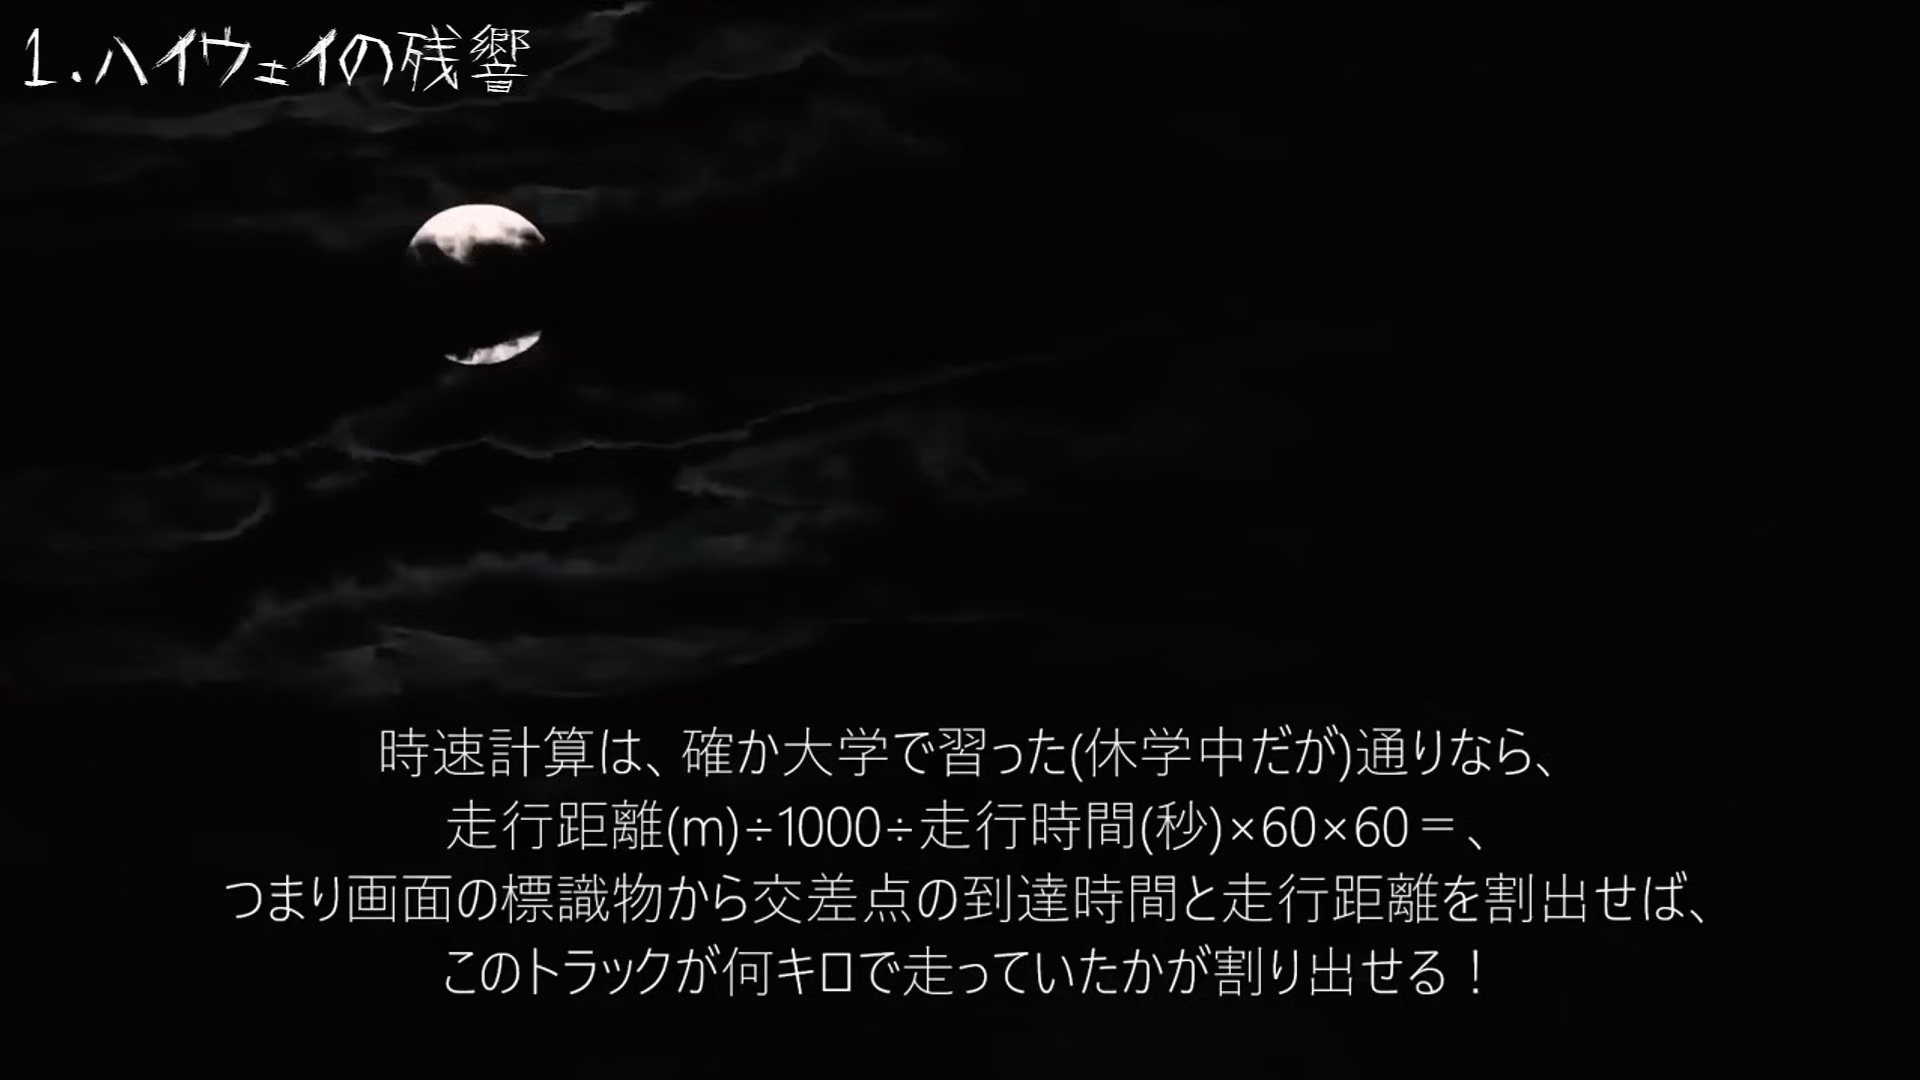 1.ハイウェイの残響
時速計算は、確か大学で習った(休学中だが)通りなら、
走行距離(m)÷1000÷走行時間(秒)×60×60＝、
つまり画面の標識物から交差点の到達時間と走行距離を割出せば、
このトラックが何キロで走っていたかが割り出せる！